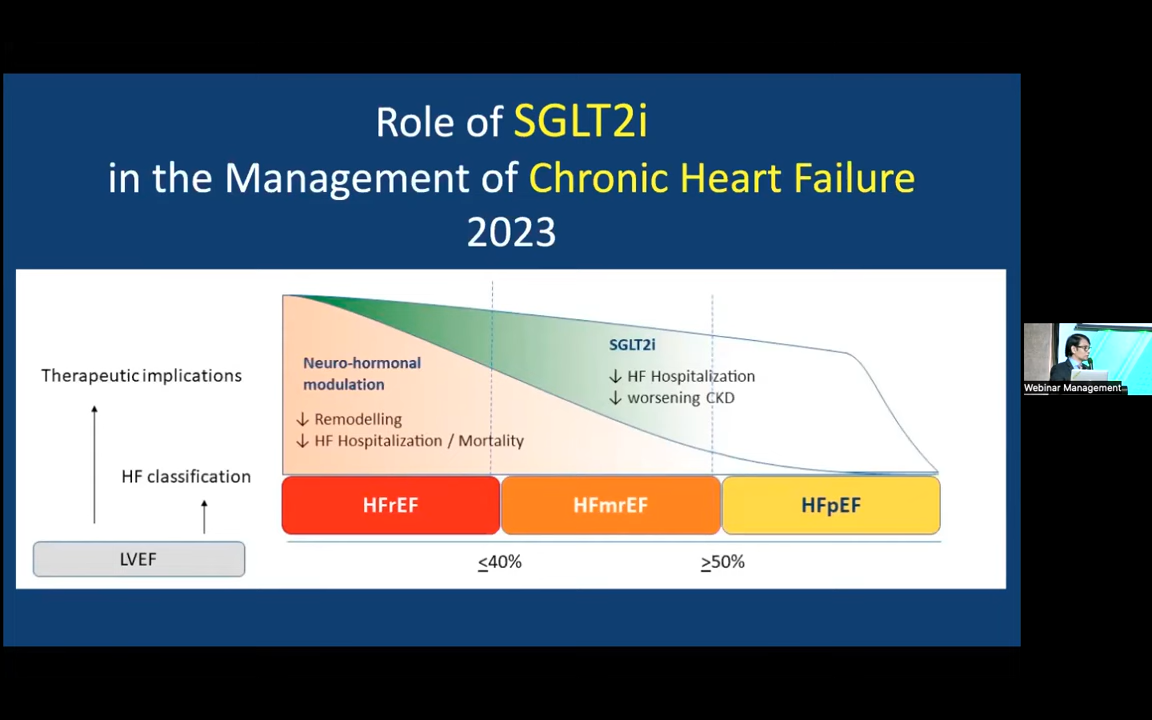 Role of SGLT2i
in the Management of Chronic Heart Failure
2023
Therapeutic implications
HF classification
LVEF
Neuro-hormonal
modulation
↓ Remodelling
↓ HF Hospitalization / Mortality
SGLT2i
↓ HF Hospitalization
↓ worsening CKD
HFrEF
HFmrEF
HFpEF
≤40%
≥50%
Webinar Management...